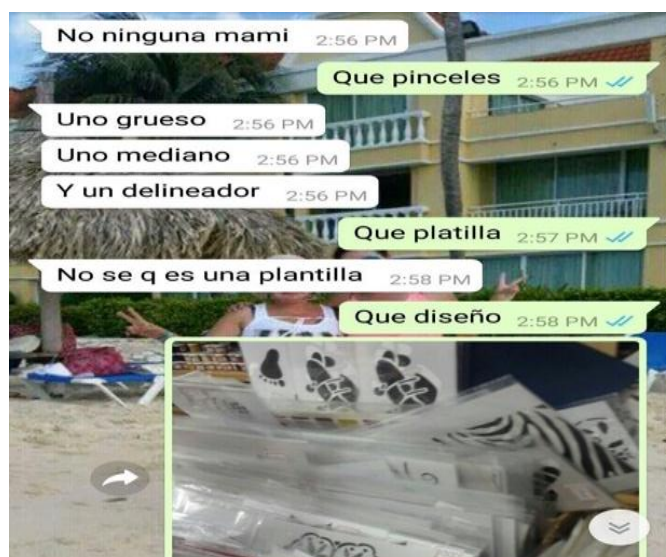 No ninguna mami 2:56 PM
Que pinceles 2:56 PM
Uno grueso 2:56 PM
Uno mediano 2:56 PM
Y un delineador 2:56 PM
Que platilla 2:57 PM
No se q es una plantilla 2:58 PM
Que diseño 2:58 PM